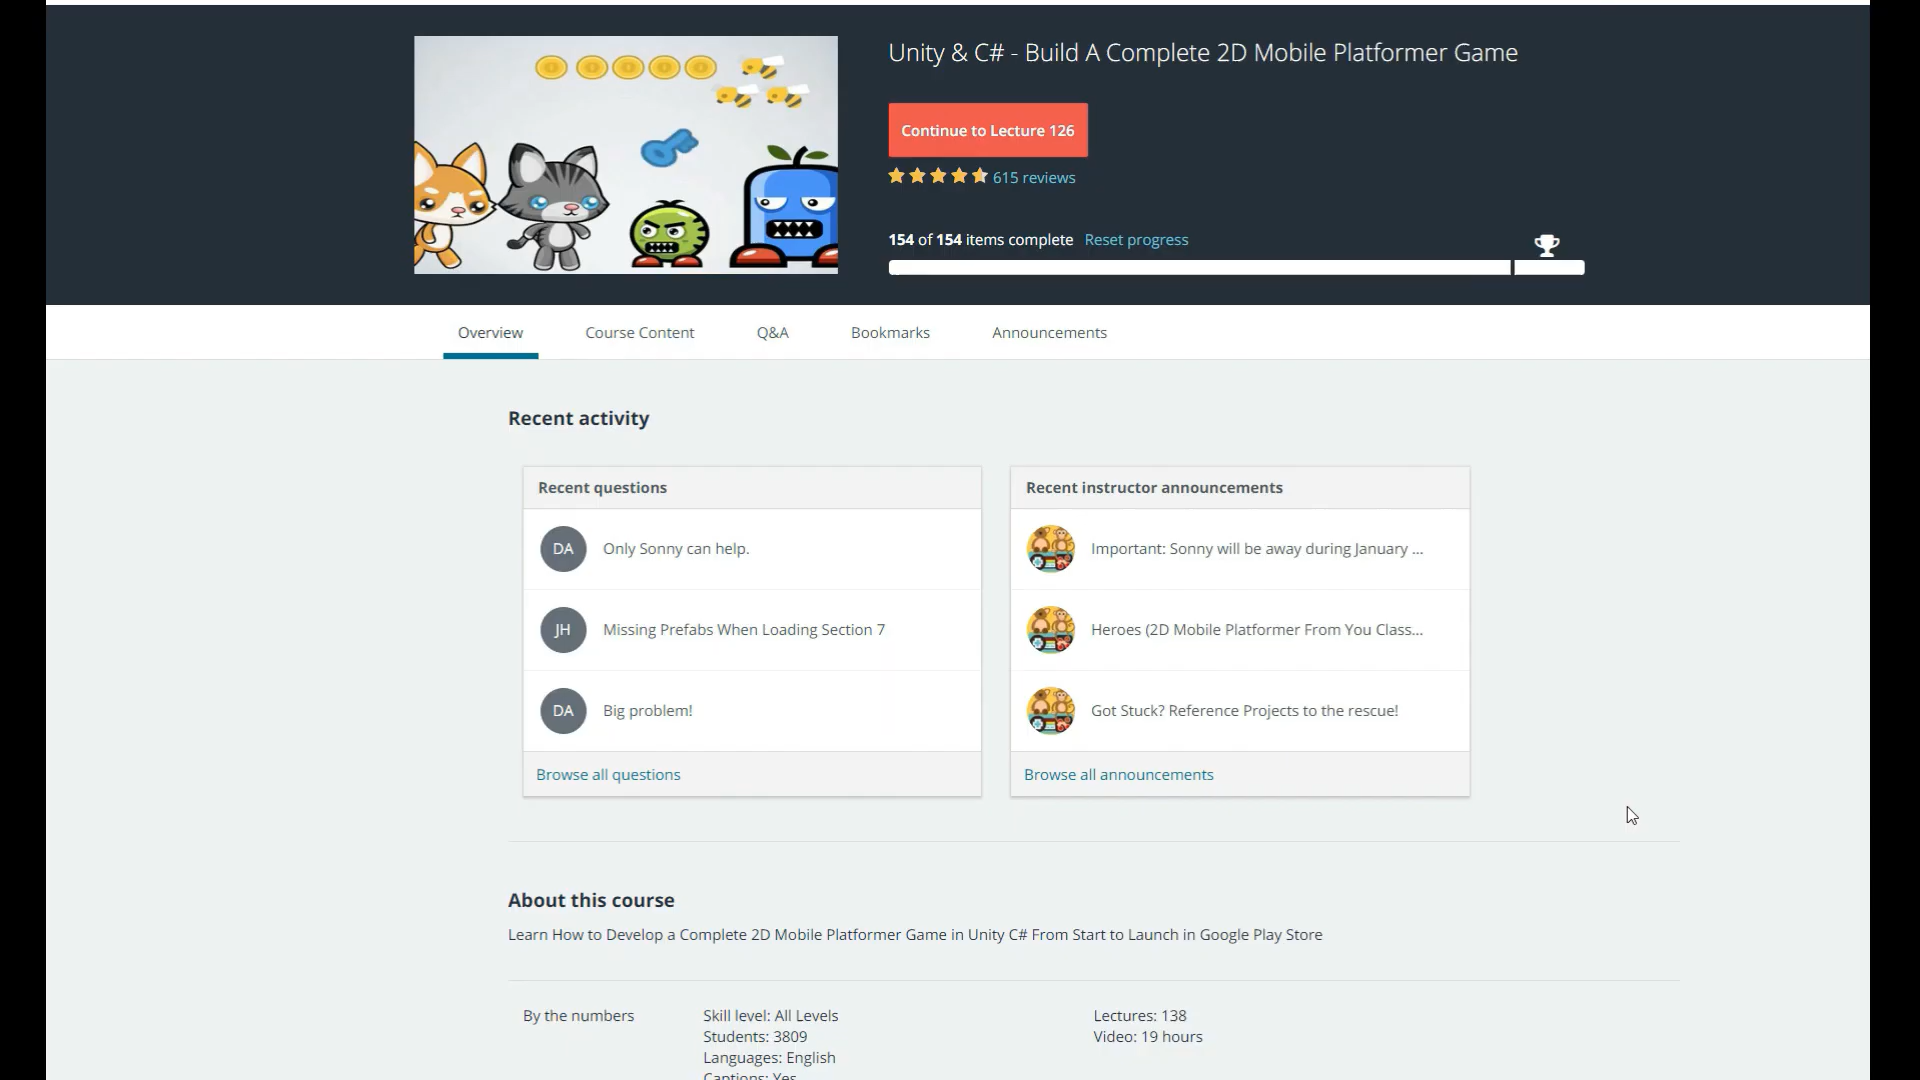 Unity & C# - Build A Complete 2D Mobile Platformer Game
Continue to Lecture 126
615 reviews
154 of 154 items complete Reset progress
Overview Course Content Q&A Bookmarks Announcements
Recent activity
Recent questions
DA Only Sonny can help.
JH Missing Prefabs When Loading Section 7
DA Big problem!
Browse all questions
Recent instructor announcements
Important: Sonny will be away during January ...
Heroes (2D Mobile Platformer From You Class...
Got Stuck? Reference Projects to the rescue!
Browse all announcements
About this course
Learn How to Develop a Complete 2D Mobile Platformer Game in Unity C# From Start to Launch in Google Play Store
By the numbers
Skill level: All Levels
Students: 3809
Languages: English
Captions: Yes
Lectures: 138
Video: 19 hours